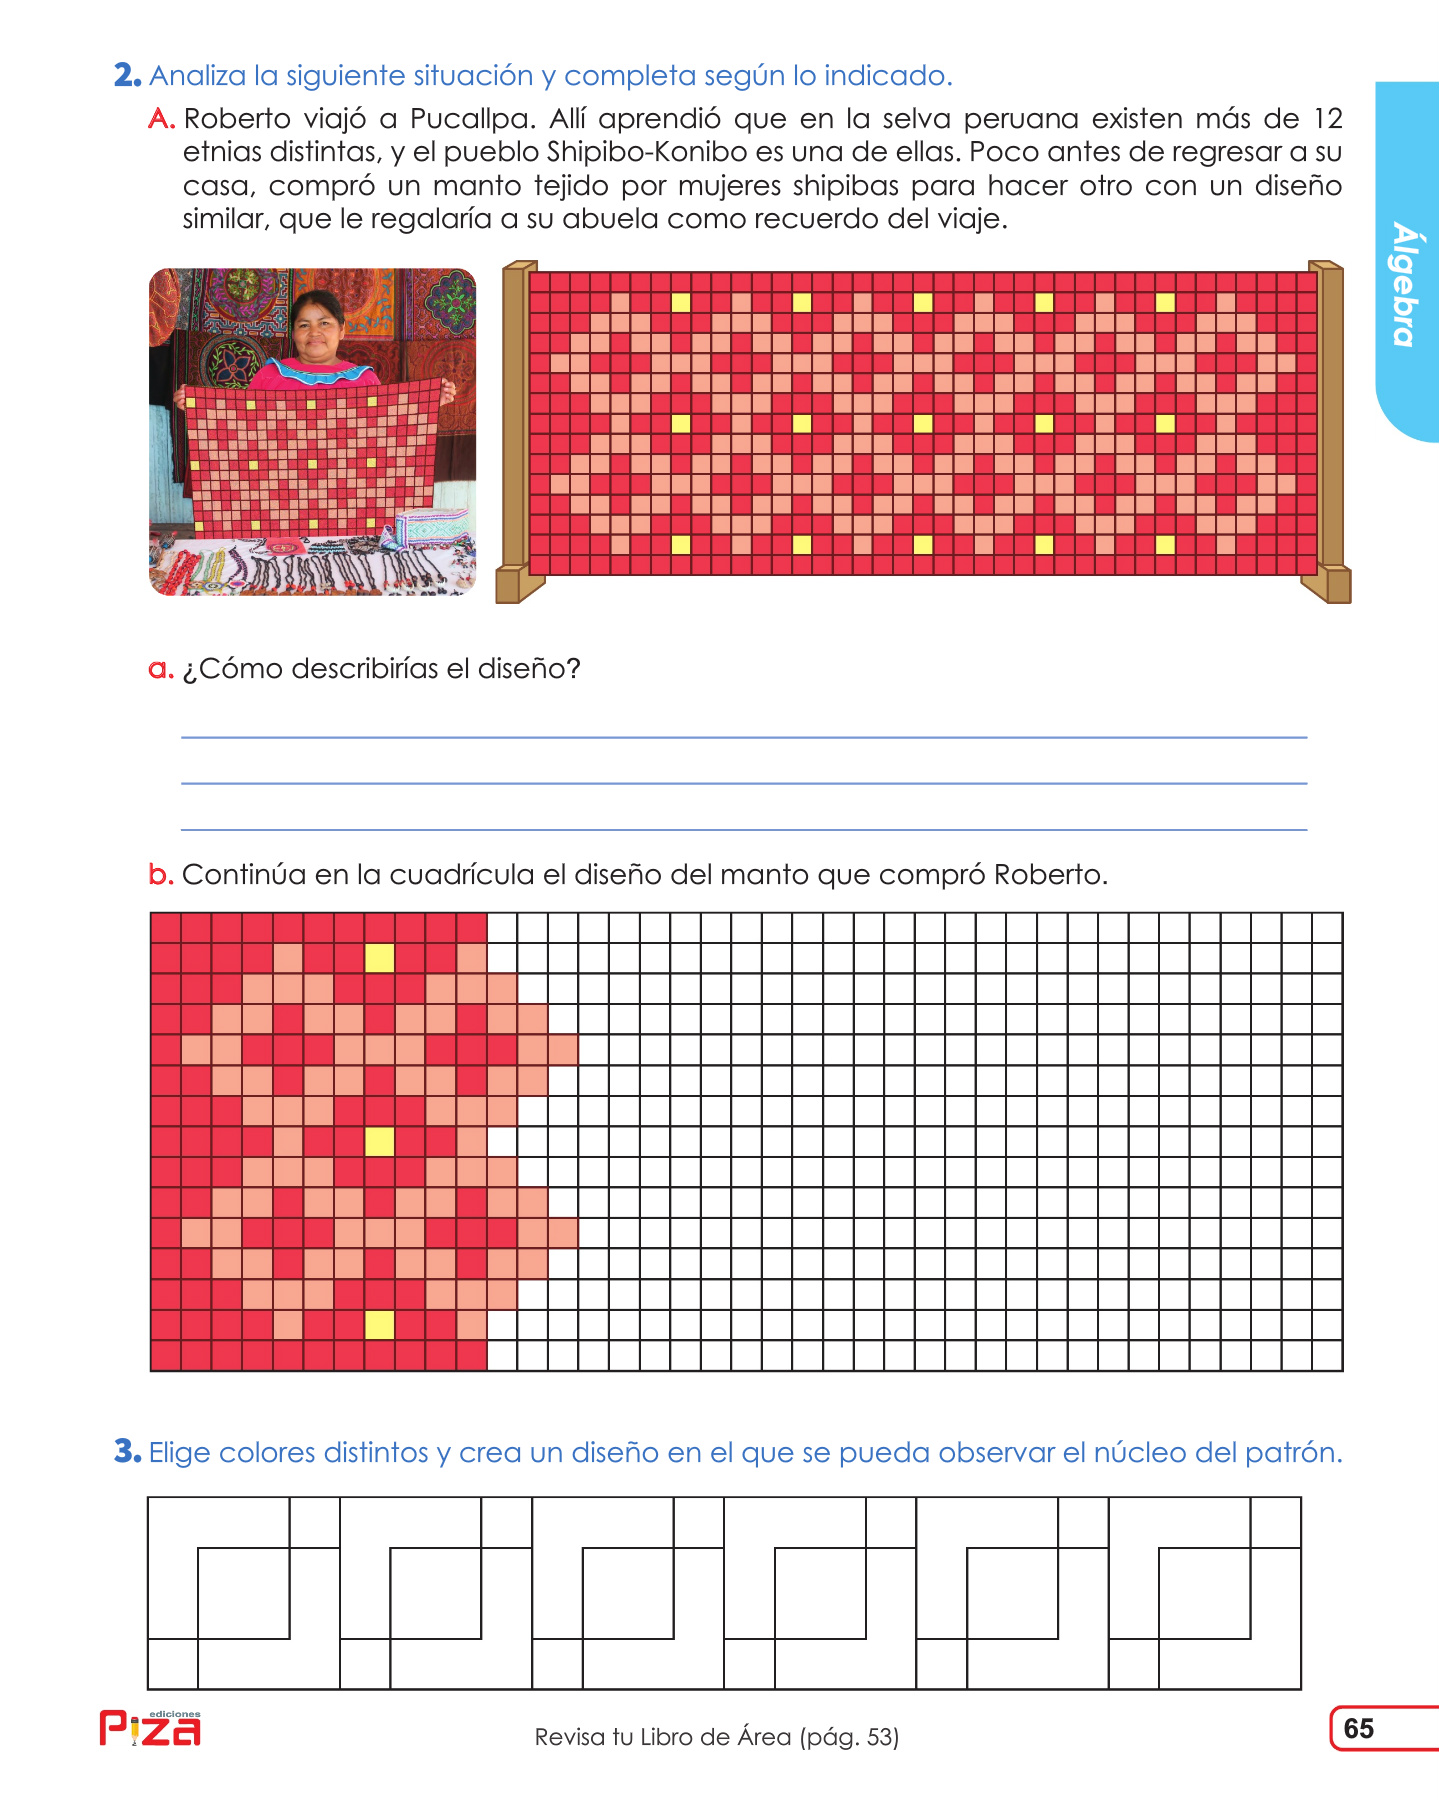 2. Analiza la siguiente situación y completa según lo indicado.
A. Roberto viajó a Pucallpa. Allí aprendió que en la selva peruana existen más de 12
etnias distintas, y el pueblo Shipibo-Konibo es una de ellas. Poco antes de regresar a su
casa, compró un manto tejido por mujeres shipibas para hacer otro con un diseño
similar, que le regalaría a su abuela como recuerdo del viaje.
Álgebra
a. ¿Cómo describirías el diseño?
b. Continúa en la cuadrícula el diseño del manto que compró Roberto.
3. Elige colores distintos y crea un diseño en el que se pueda observar el núcleo del patrón.
ediciones
Piza
Revisa tu Libro de Área (pág. 53)
65